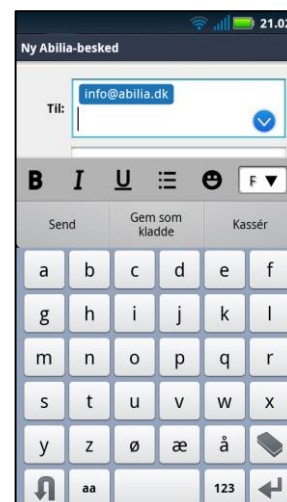 21.02
Ny Abilia-besked
Til: info@abilia.dk
B I U F ▼
Send Gem som kladde Kassér
a b c d e f
g h i j k l
m n o p q r
s t u v w x
y z ø æ å
aa 123